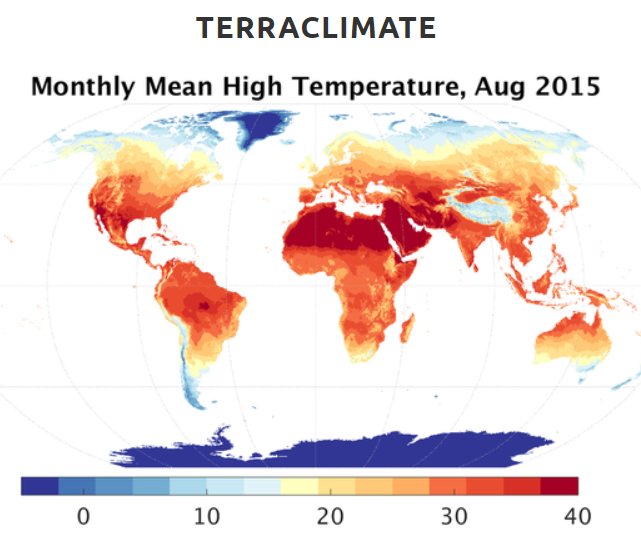 TERRACLIMATE
Monthly Mean High Temperature, Aug 2015
0 10 20 30 40